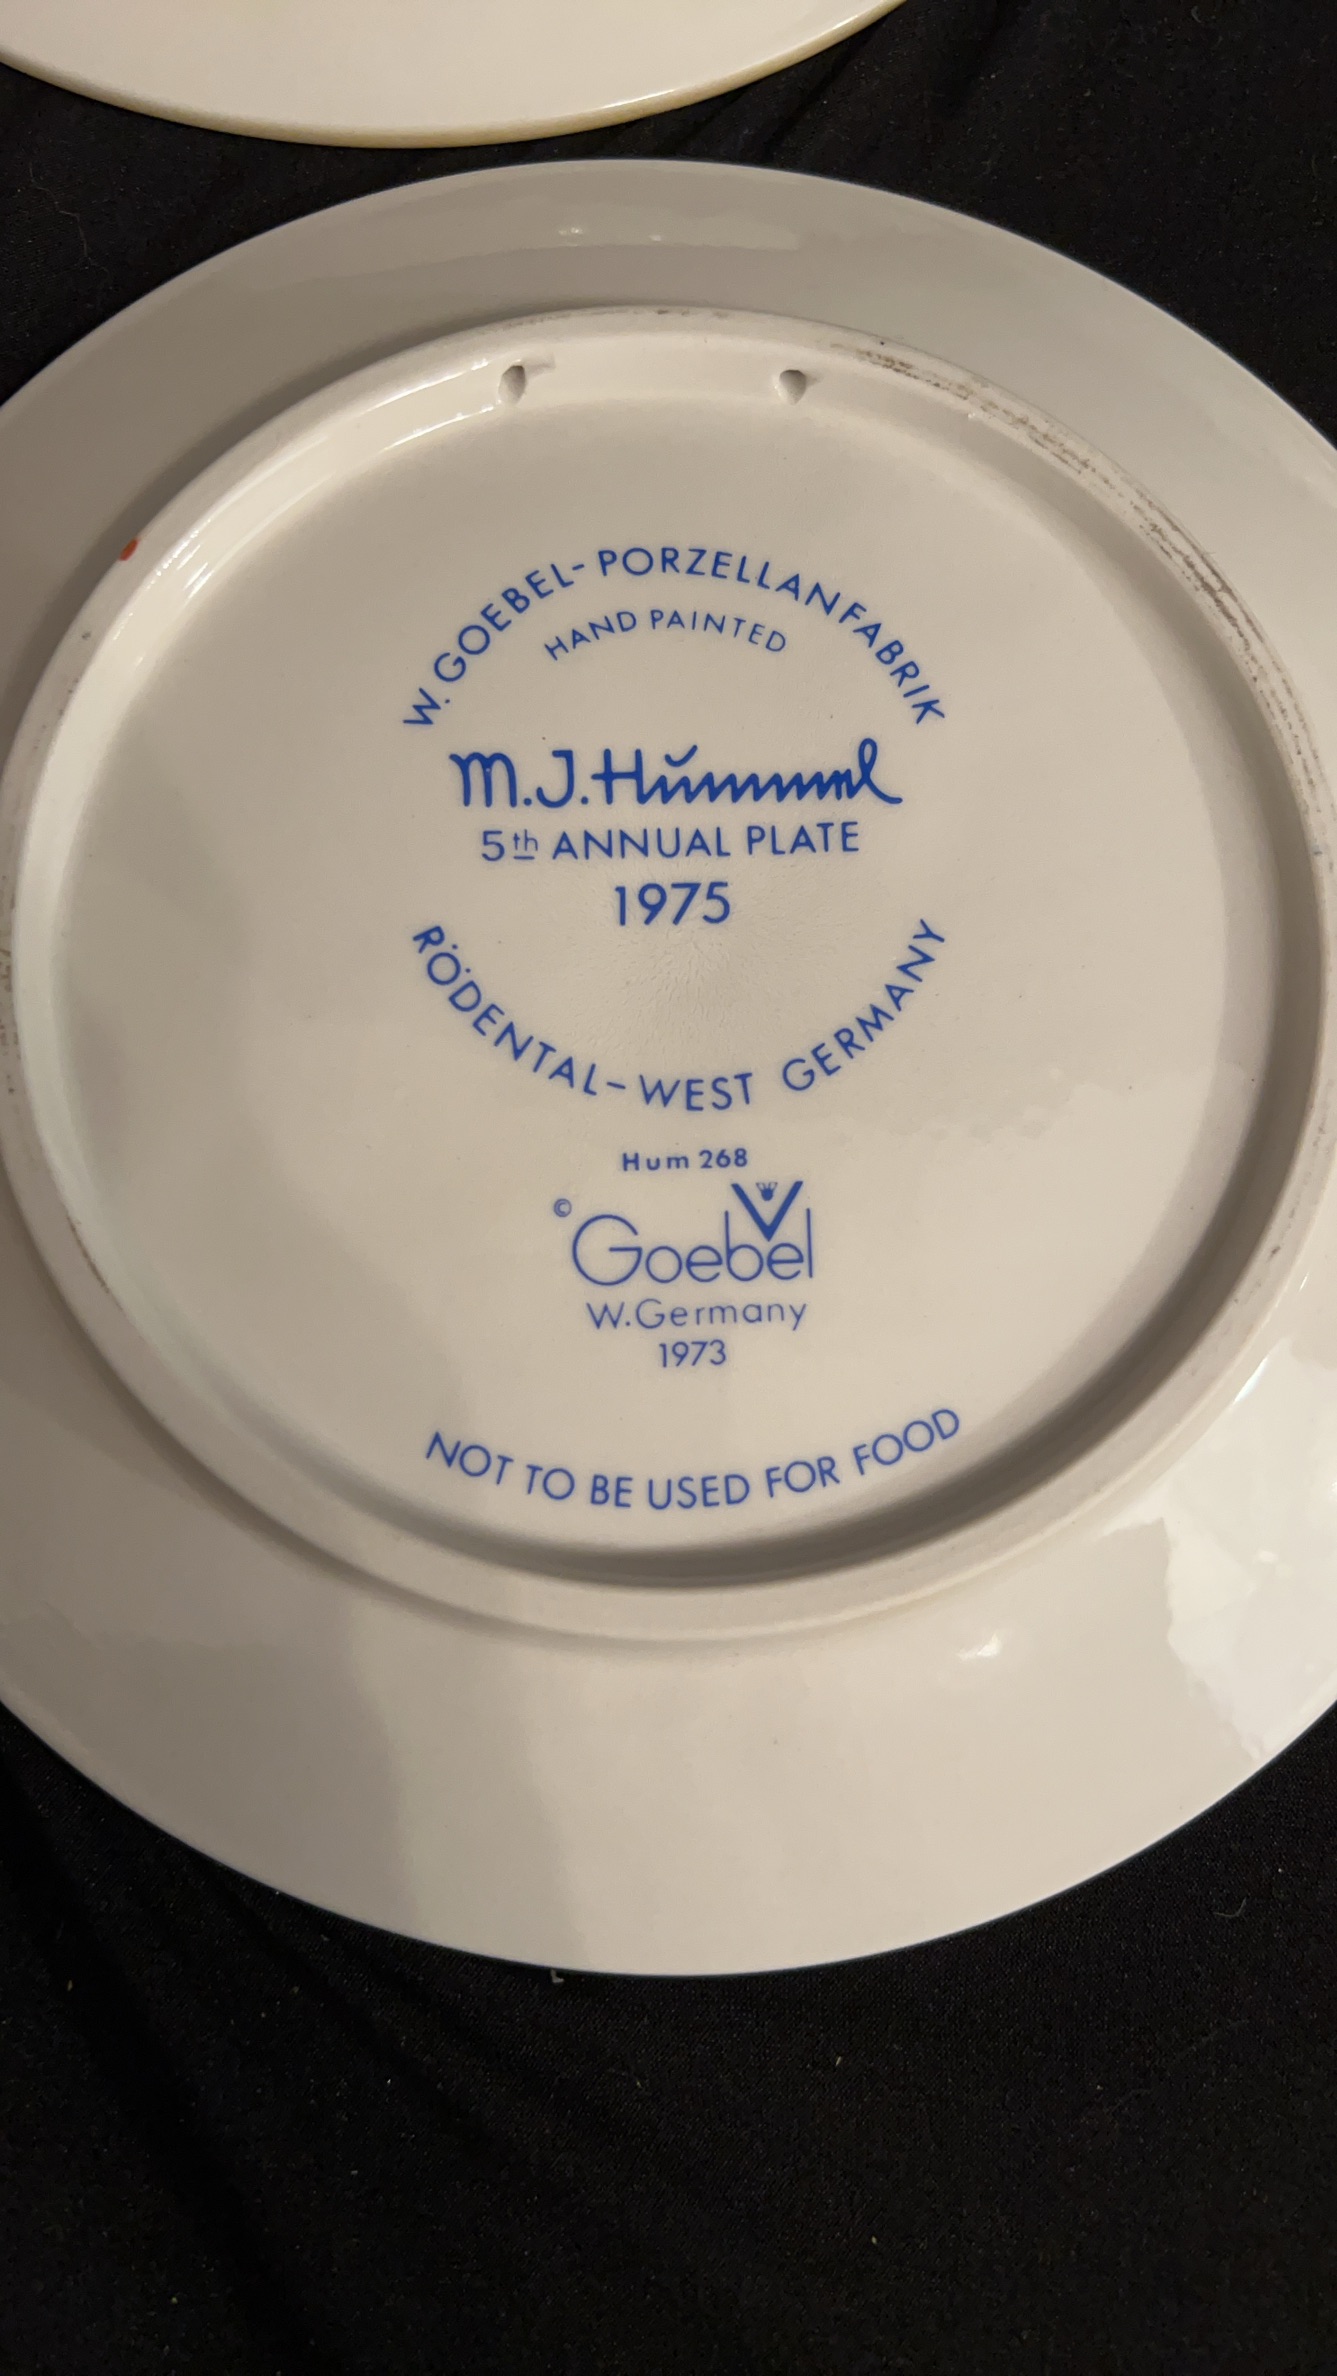 W. GOEBEL-PORZELLANFABRIK
HAND PAINTED
M.J. Hummel
5th ANNUAL PLATE
1975
RÖDENTAL-WEST GERMANY
Hum 268
© Goebel
W. Germany
1973
NOT TO BE USED FOR FOOD